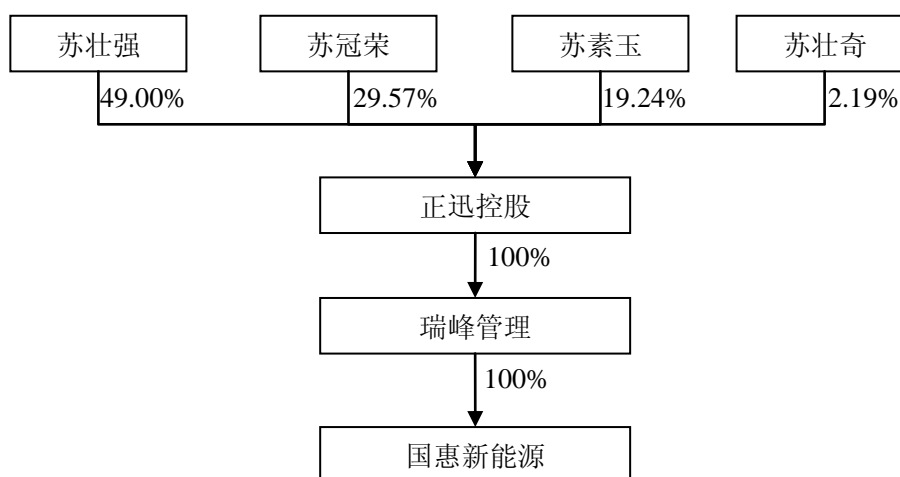 苏壮强 苏冠荣 苏素玉 苏壮奇
49.00% 29.57% 19.24% 2.19%
正迅控股
100%
瑞峰管理
100%
国惠新能源